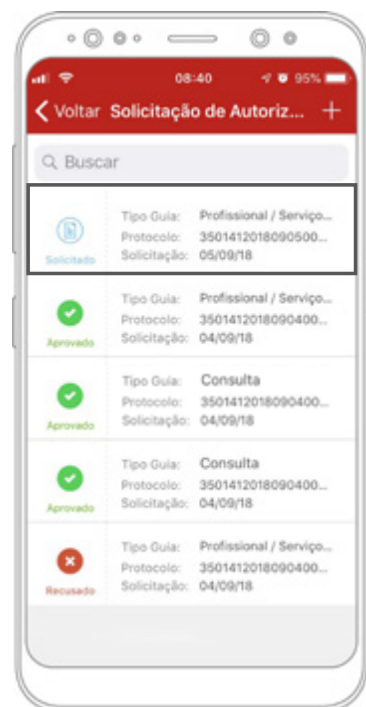 08:40 95%
Voltar Solicitação de Autoriz... +
Buscar
Tipo Guia: Profissional / Serviço...
Protocolo: 3501412018090500...
Solicitado Solicitação: 05/09/18
Tipo Guia: Profissional / Serviço...
Protocolo: 3501412018090400...
Aprovado Solicitação: 04/09/18
Tipo Guia: Consulta
Protocolo: 3501412018090400...
Aprovado Solicitação: 04/09/18
Tipo Guia: Consulta
Protocolo: 3501412018090400...
Aprovado Solicitação: 04/09/18
Tipo Guia: Profissional / Serviço...
Protocolo: 3501412018090400...
Recusado Solicitação: 04/09/18